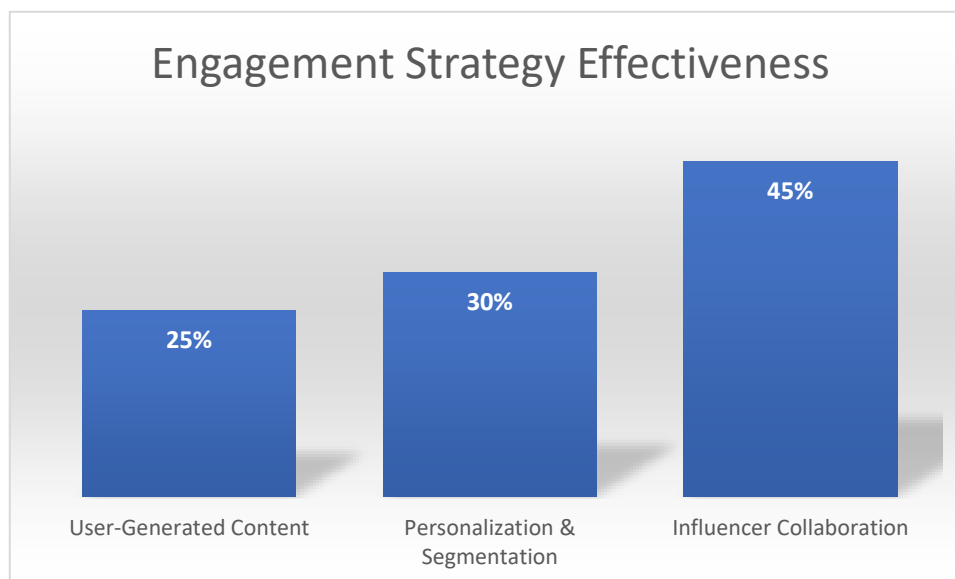 Engagement Strategy Effectiveness
45%
30%
25%
User-Generated Content
Personalization &
Segmentation
Influencer Collaboration